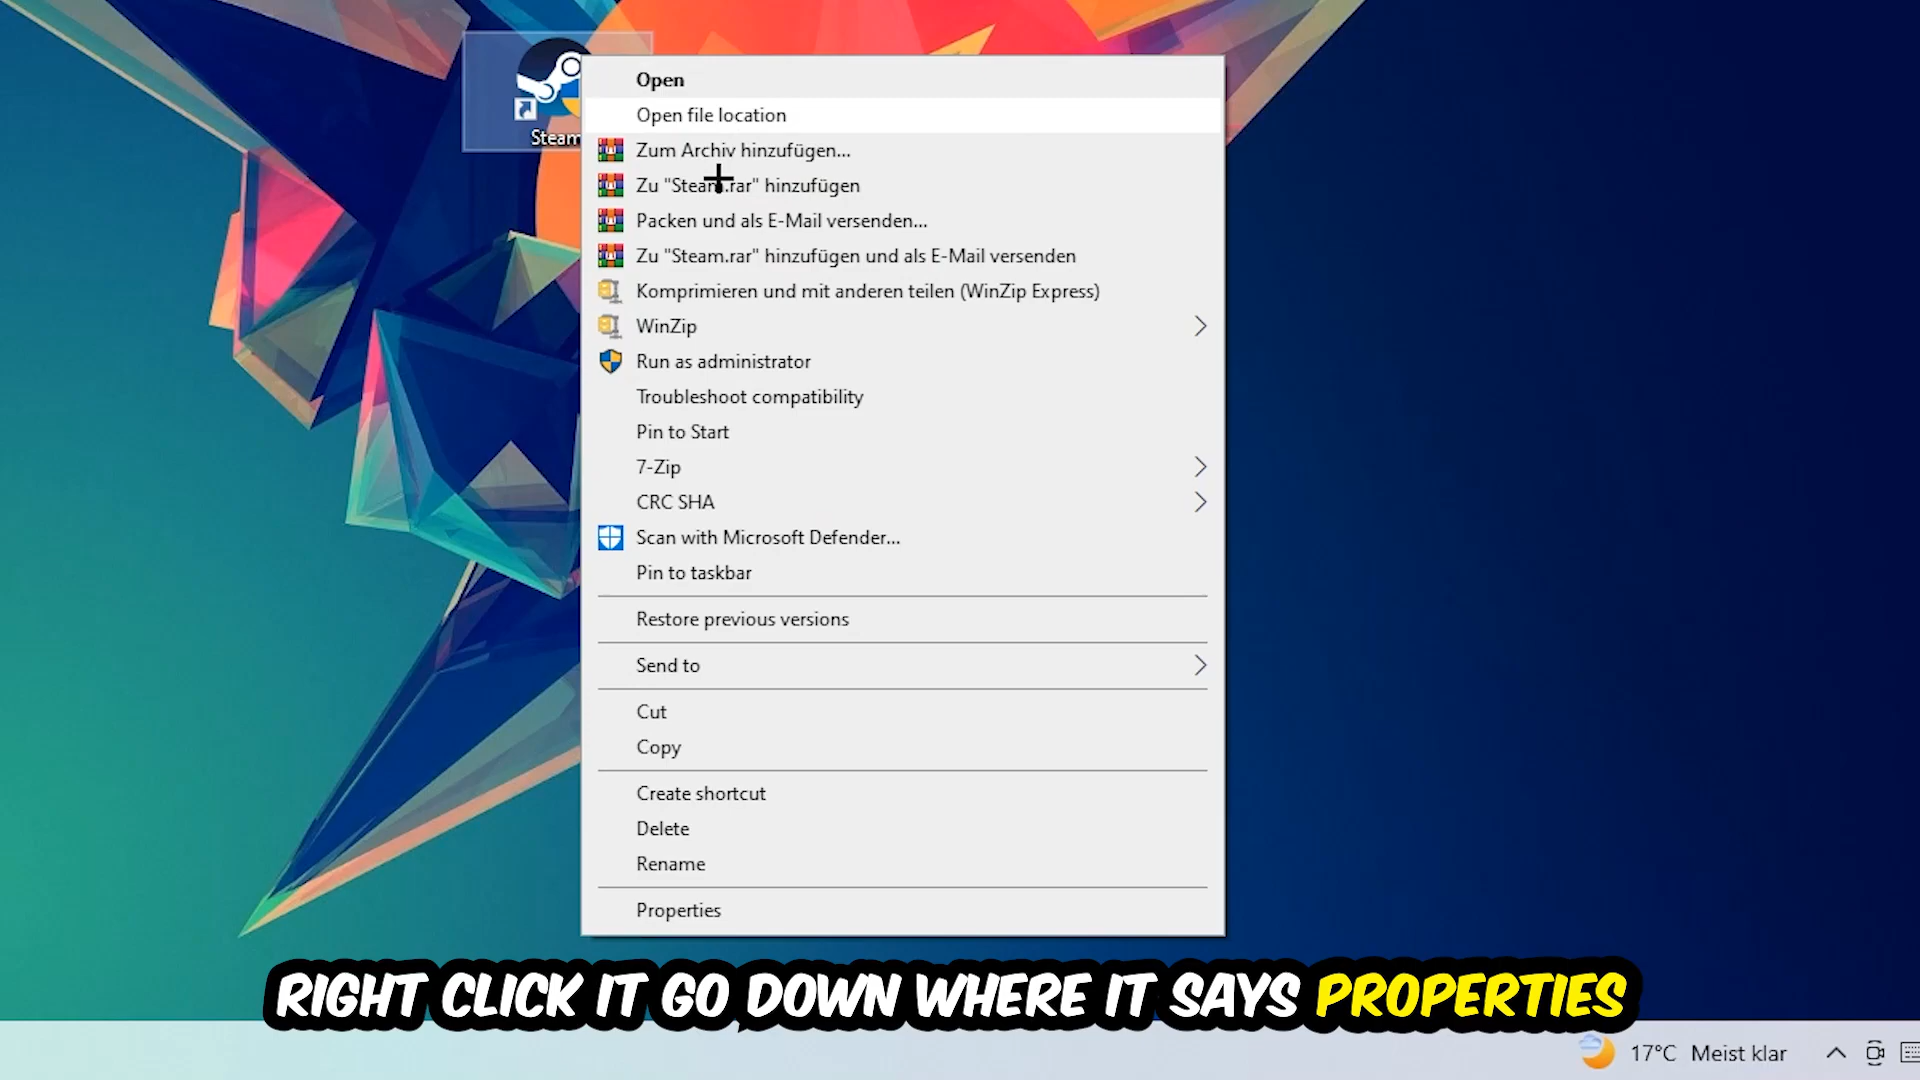 Steam
Open
Open file location
Zum Archiv hinzufügen...
Zu "Steam.rar" hinzufügen
Packen und als E-Mail versenden...
Zu "Steam.rar" hinzufügen und als E-Mail versenden
Komprimieren und mit anderen teilen (WinZip Express)
WinZip
Run as administrator
Troubleshoot compatibility
Pin to Start
7-Zip
CRC SHA
Scan with Microsoft Defender...
Pin to taskbar
Restore previous versions
Send to
Cut
Copy
Create shortcut
Delete
Rename
Properties
RIGHT CLICK IT GO DOWN WHERE IT SAYS PROPERTIES
17°C Meist klar